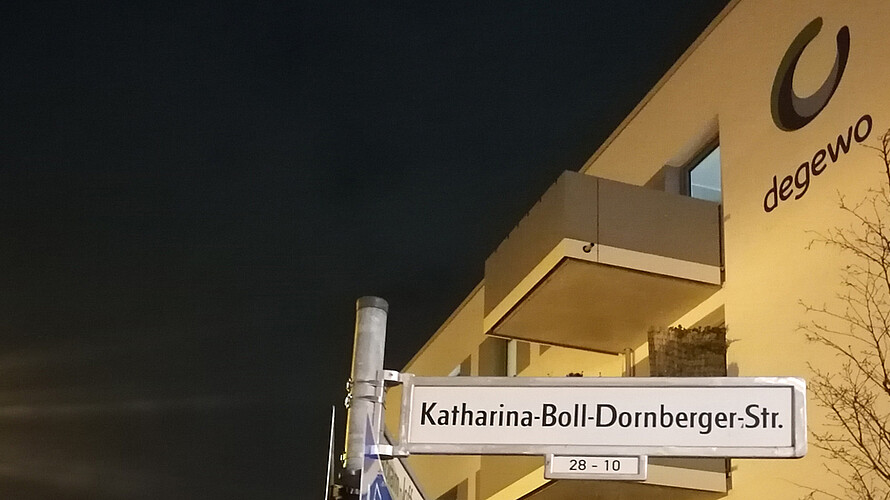 degewo
Katharina-Boll-Dornberger-Str.
28 - 10